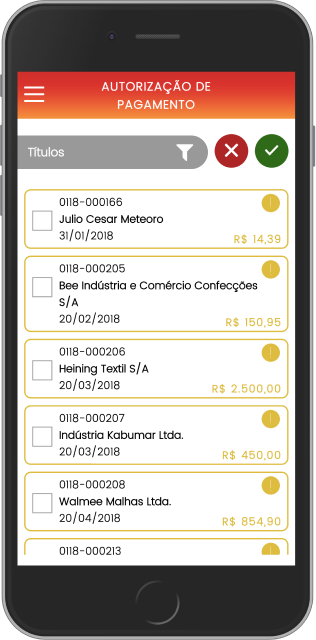 AUTORIZAÇÃO DE
PAGAMENTO
Títulos
0118-000166
Julio Cesar Meteoro
31/01/2018
R$ 14,39
0118-000205
Bee Indústria e Comércio Confecções
S/A
20/02/2018
R$ 150,95
0118-000206
Heining Textil S/A
20/03/2018
R$ 2.500,00
0118-000207
Indústria Kabumar Ltda.
20/03/2018
R$ 450,00
0118-000208
Walmee Malhas Ltda.
20/04/2018
R$ 854,90
0118-000213